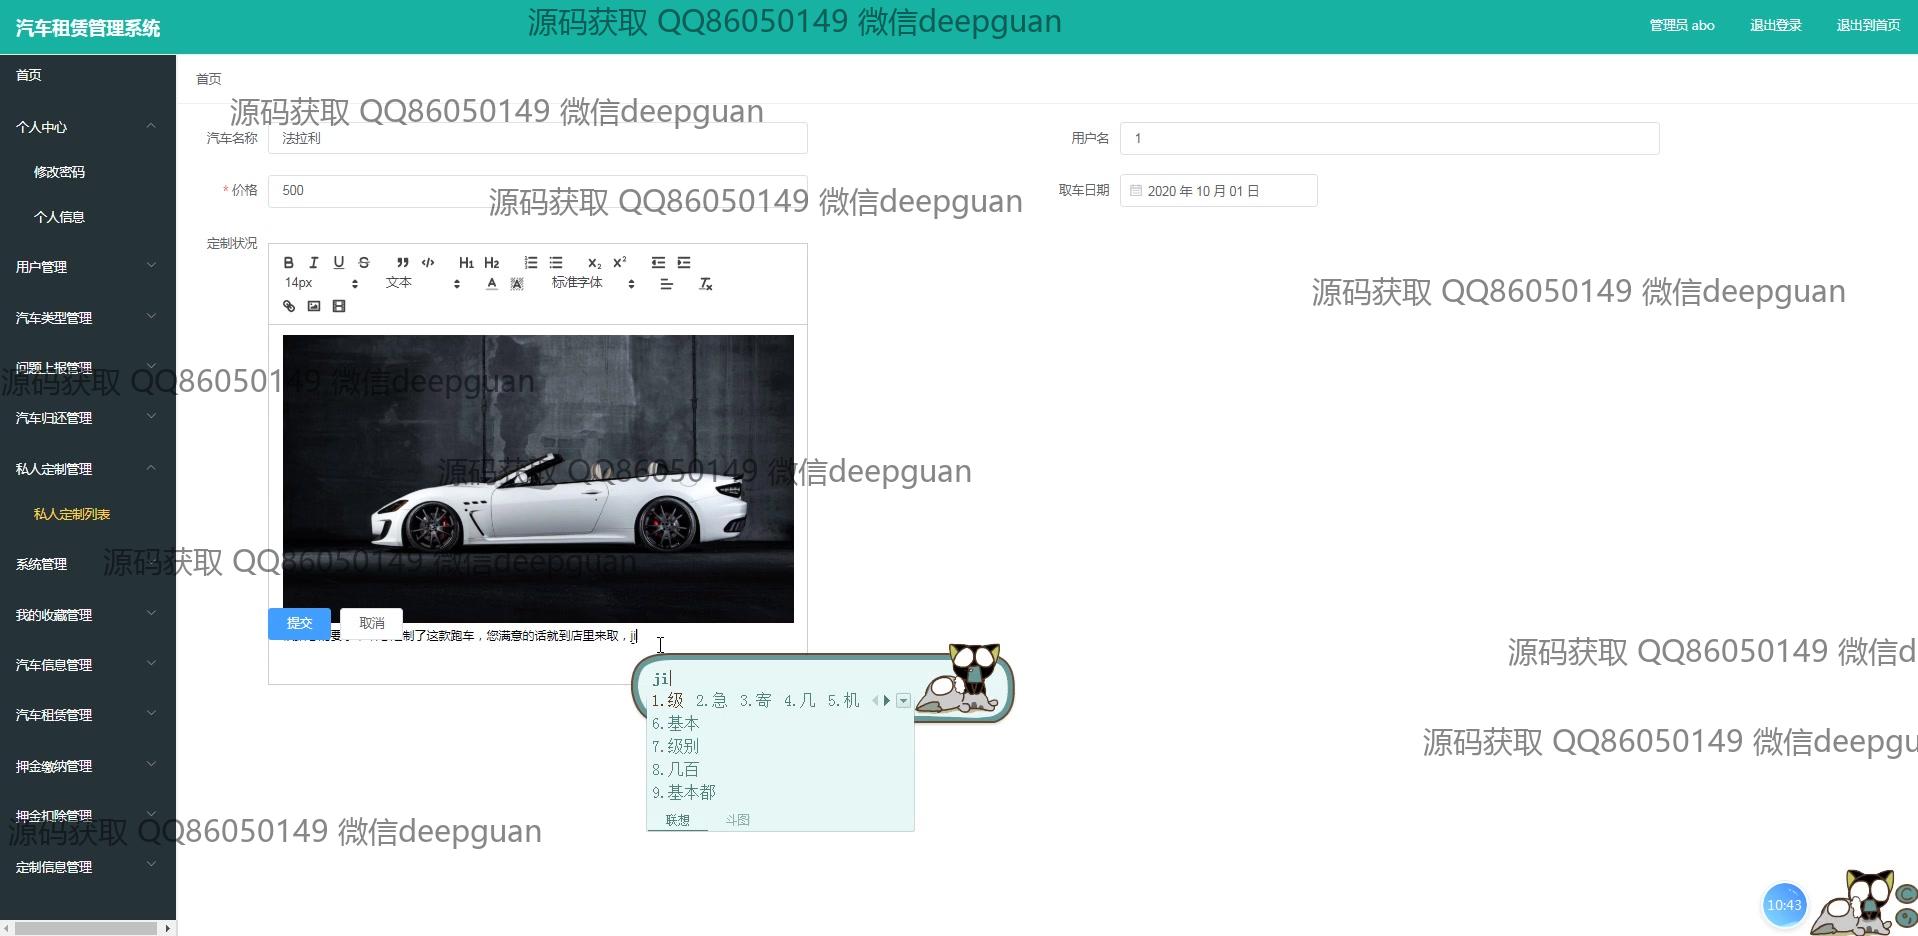 汽车租赁管理系统
源码获取 QQ86050149 微信deepguan
管理员 abo
退出登录
退出到首页
首页
个人中心
修改密码
个人信息
用户管理
汽车类型管理
问题上报管理
汽车归还管理
私人定制管理
私人定制列表
系统管理
我的收藏管理
汽车信息管理
汽车租赁管理
押金缴纳管理
押金扣除管理
定制信息管理
首页
源码获取 QQ86050149 微信deepguan
汽车名称 法拉利
用户名 1
* 价格 500
源码获取 QQ86050149 微信deepguan
取车日期 2020 年 10 月 01 日
定制状况
B I U S H1 H2 X2 X2
14px 文本 A A 标准字体 Tx
源码获取 QQ86050149 微信deepguan
源码获取 QQ86050149 微信deepguan
源码获取 QQ86050149 微信deepguan
源码获取 QQ86050149 微信deepguan
提交 取消
制了这款跑车，您满意的话就到店里来取，ji
ji
1.级 2.急 3.寄 4.几 5.机
6.基本
7.级别
8.几百
9.基本都
联想 斗图
源码获取 QQ86050149 微信d
源码获取 QQ86050149 微信deepgu
源码获取 QQ86050149 微信deepguan
10:43